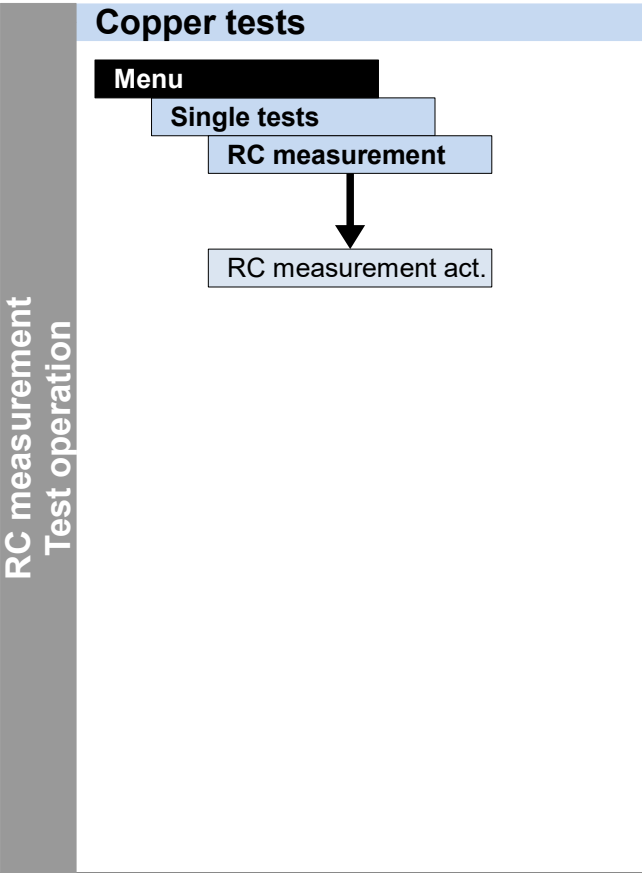 Copper tests
Menu
Single tests
RC measurement
RC measurement act.
RC measurement
Test operation